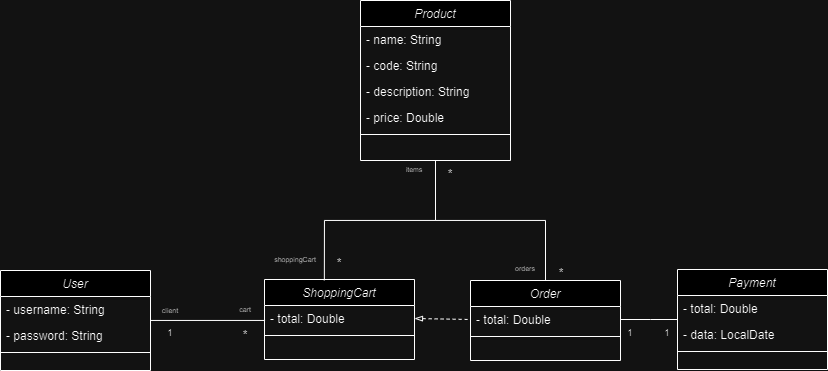 Product
- name: String
- code: String
- description: String
- price: Double
items
*
shoppingCart
*
orders
*
User
- username: String
- password: String
client
1
cart
*
ShoppingCart
- total: Double
Order
- total: Double
1
1
Payment
- total: Double
- data: LocalDate